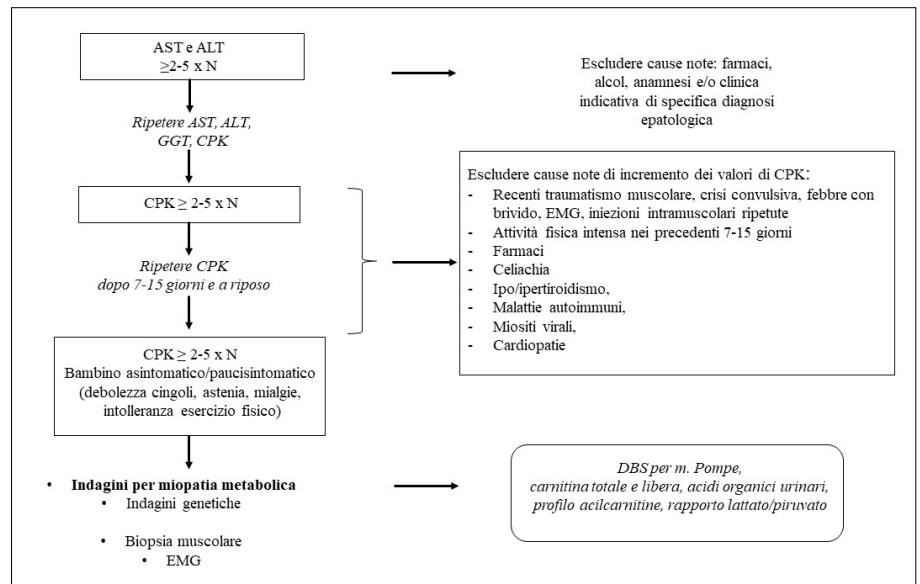 AST e ALT
≥2-5 x N
Escludere cause note: farmaci,
alcol, anamnesi e/o clinica
indicativa di specifica diagnosi
epatologica
Ripetere AST, ALT,
GGT, CPK
CPK ≥ 2-5 x N
Ripetere CPK
dopo 7-15 giorni e a riposo
Escludere cause note di incremento dei valori di CPK:
- Recenti traumatismo muscolare, crisi convulsiva, febbre con
brivido, EMG, iniezioni intramuscolari ripetute
- Attività fisica intensa nei precedenti 7-15 giorni
- Farmaci
- Celiachia
- Ipo/ipertiroidismo,
- Malattie autoimmuni,
- Miositi virali,
- Cardiopatie
CPK ≥ 2-5 x N
Bambino asintomatico/paucisintomatico
(debolezza cingoli, astenia, mialgie,
intolleranza esercizio fisico)
• Indagini per miopatia metabolica
• Indagini genetiche
• Biopsia muscolare
• EMG
DBS per m. Pompe,
carnitina totale e libera, acidi organici urinari,
profilo acilcarnitine, rapporto lattato/piruvato